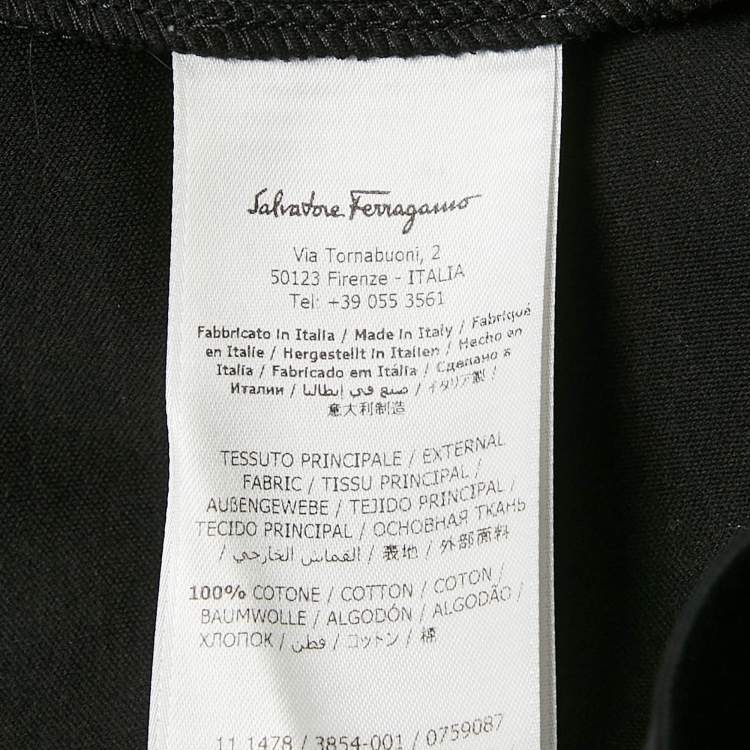 Salvatore Ferragamo
Via Tornabuoni, 2
50123 Firenze - ITALIA
Tel: +39 055 3561
Fabbricato in Italia / Made in Italy / Fabriqué
en Italie / Hergestellt in Italien / Hecho en
Italia / Fabricado em Itália / Сделано в
Италии / صنع في إيطاليا / イタリア製 /
意大利制造
TESSUTO PRINCIPALE / EXTERNAL
FABRIC / TISSU PRINCIPAL /
AUßENGEWEBE / TEJIDO PRINCIPAL /
TECIDO PRINCIPAL / ОСНОВНАЯ ТКАНЬ
/ القماش الخارجي / 表地 / 外部面料
100% COTONE / COTTON / COTON /
BAUMWOLLE / ALGODÓN / ALGODÃO /
ХЛОПОК / قطن / コットン / 棉
11 1478 / 3854-001 / 0759087